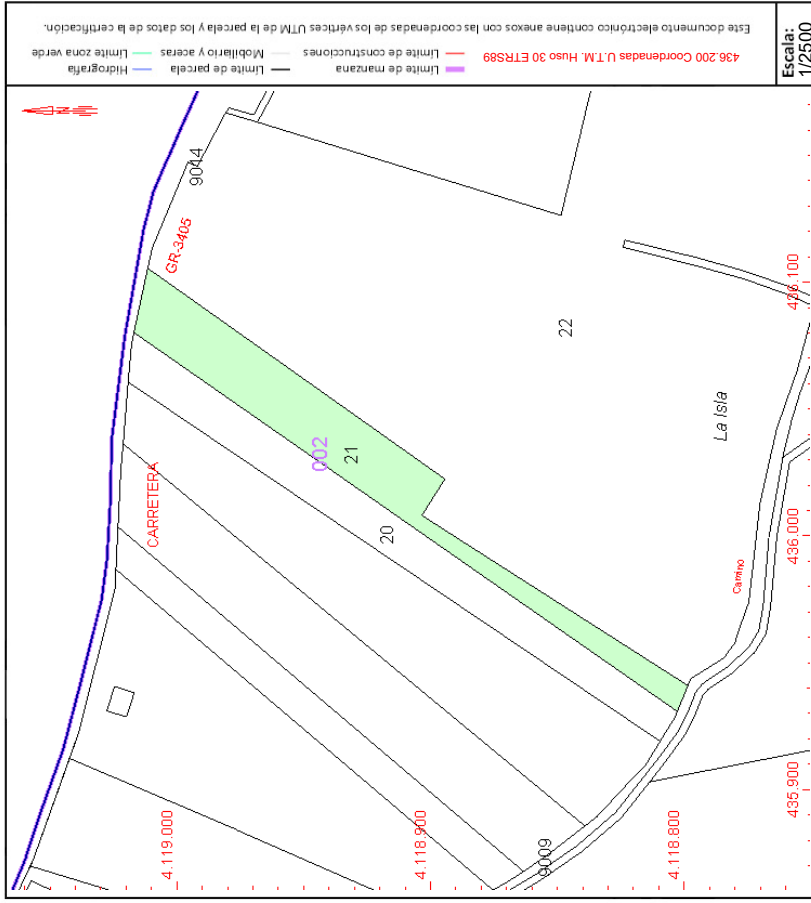 Este documento electrónico contiene anexos con las coordenadas de los vértices UTM de la parcela y los datos de la certificación.
436.200 Coordenadas U.T.M. Huso 30 ETRS89
Límite de manzana
Límite de construcciones
Límite de parcela
Mobiliario y aceras
Hidrografía
Límite zona verde
Escala:
1/2500
9044
GR-3405
436.100
22
002
21
La Isla
CARRETERA
20
436.000
Camino
435.900
4.119.000
4.118.900
4.118.800
9009